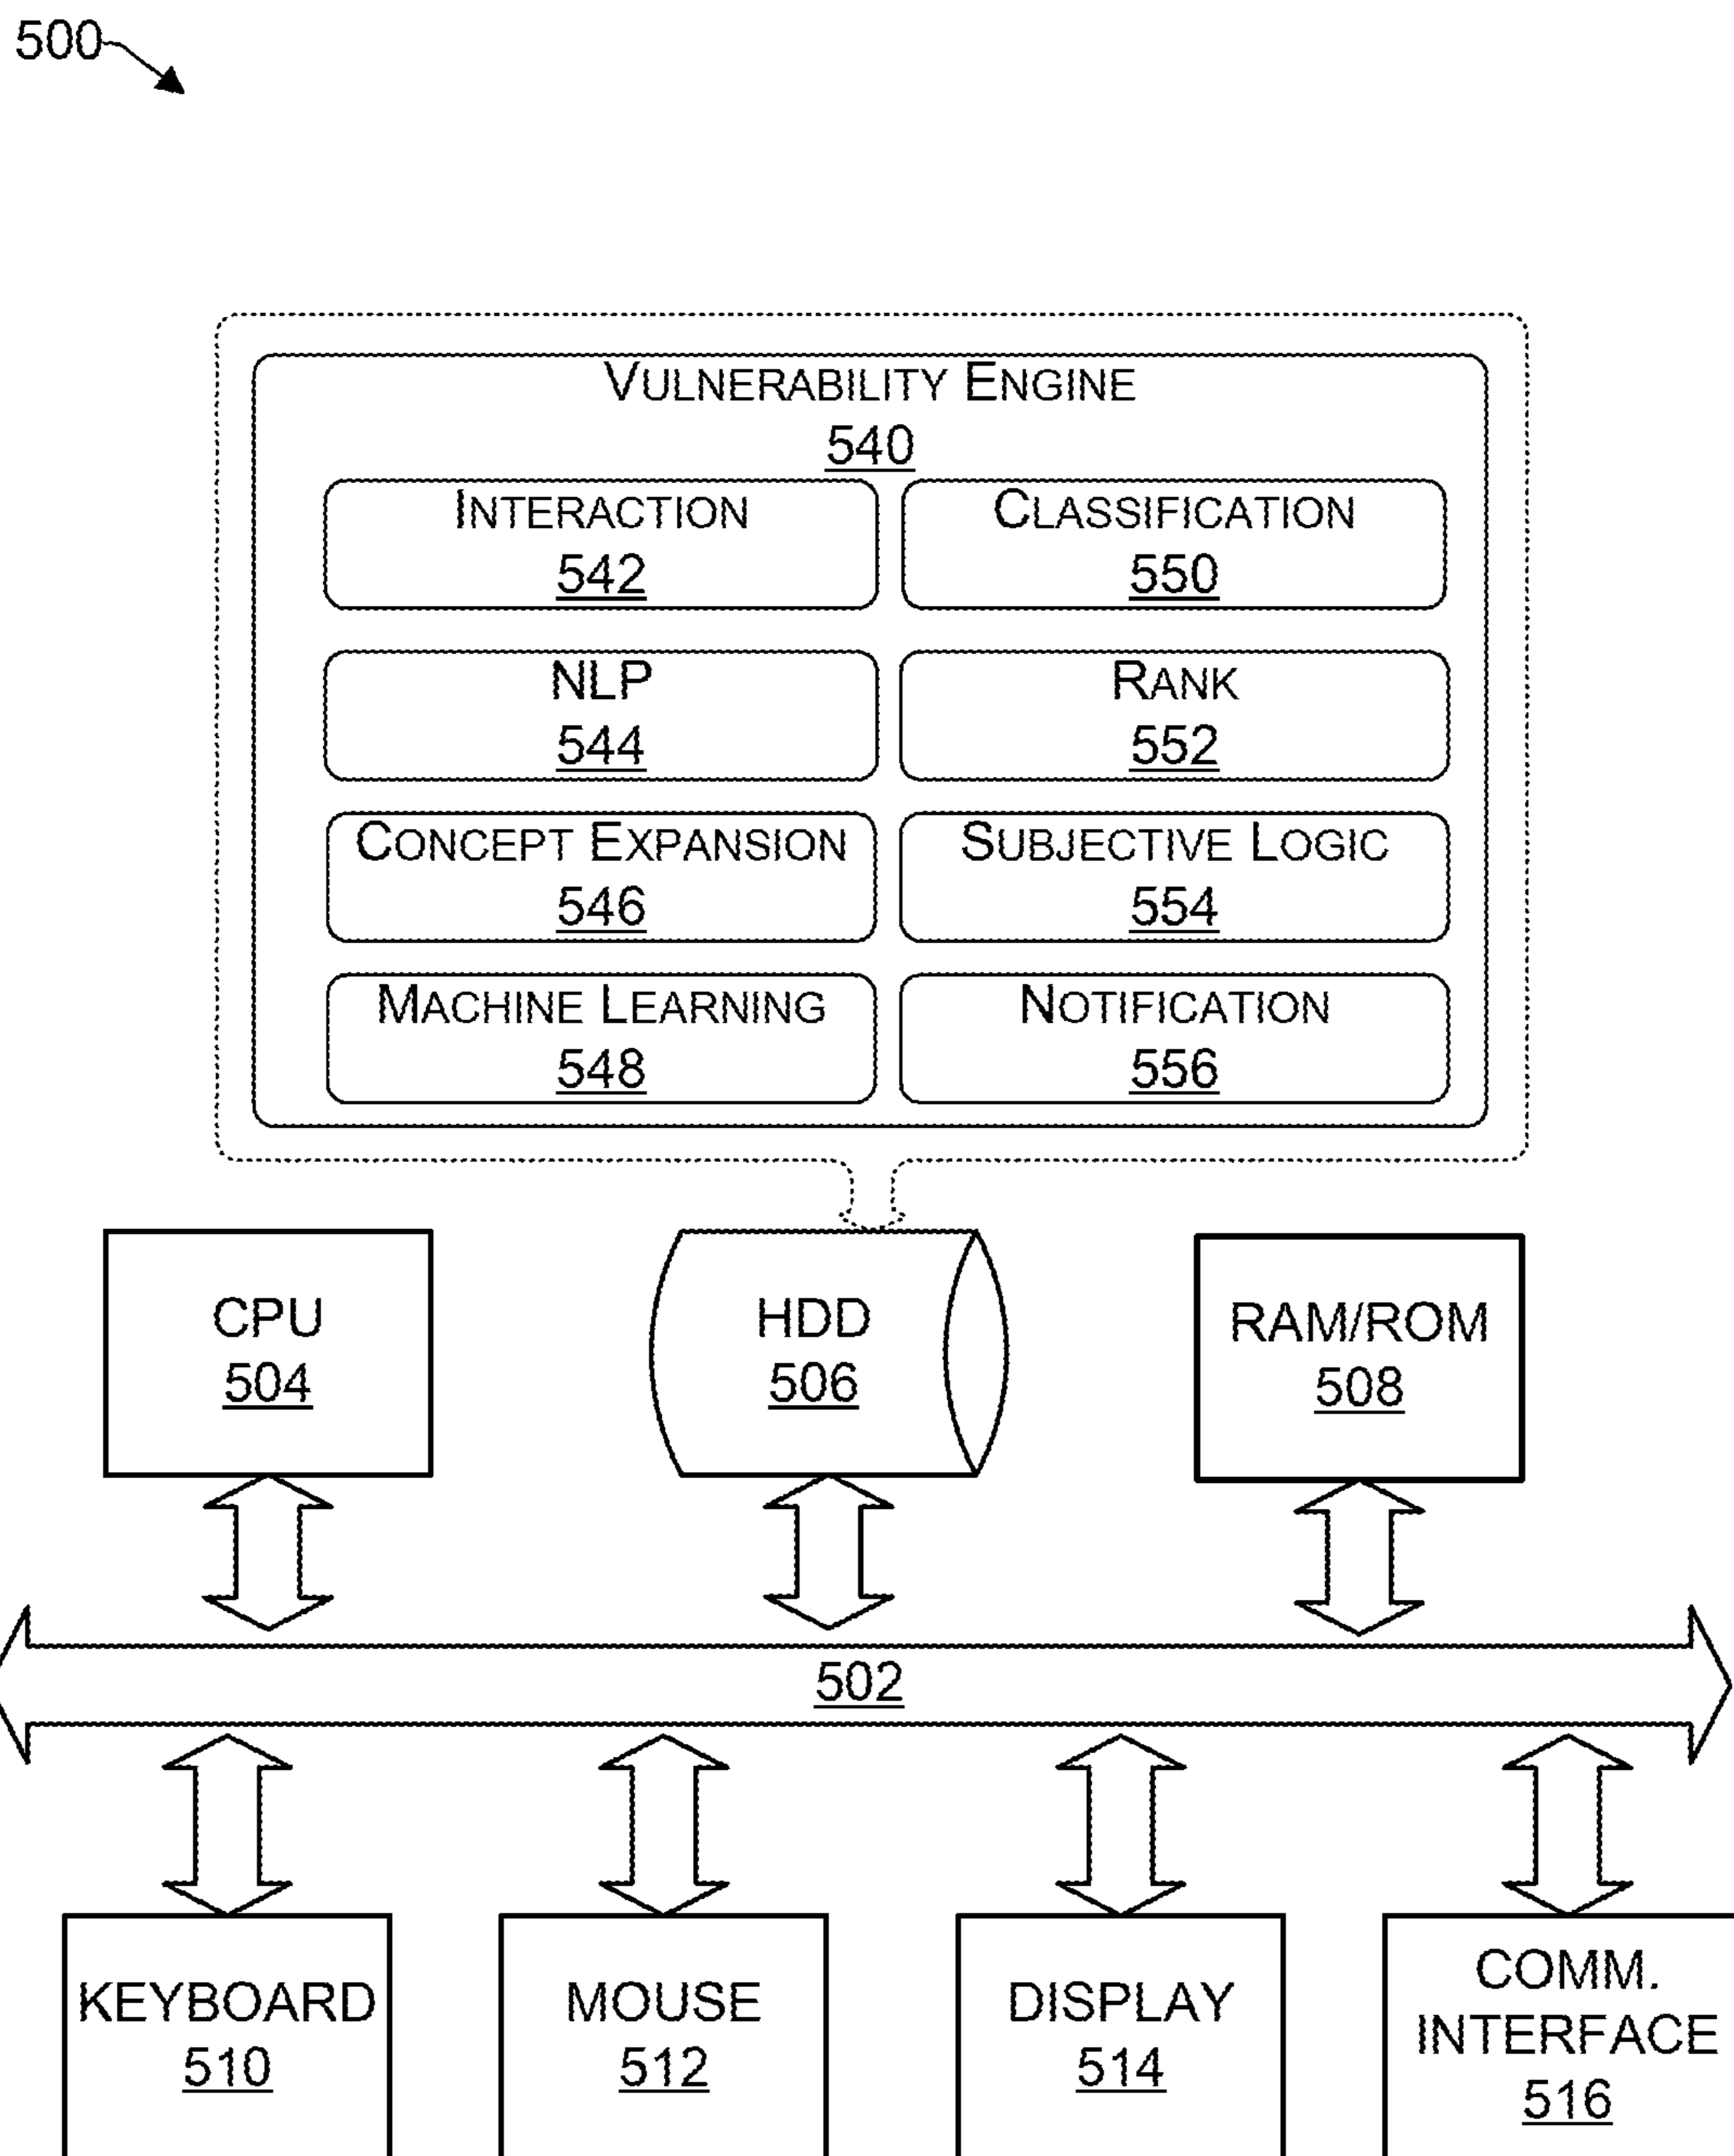 500
VULNERABILITY ENGINE
540
INTERACTION
542
CLASSIFICATION
550
NLP
544
RANK
552
CONCEPT EXPANSION
546
SUBJECTIVE LOGIC
554
MACHINE LEARNING
548
NOTIFICATION
556
CPU
504
HDD
506
RAM/ROM
508
502
KEYBOARD
510
MOUSE
512
DISPLAY
514
COMM.
INTERFACE
516